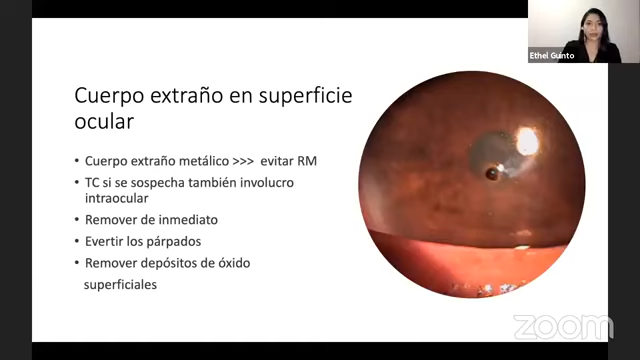 Ethel Guinto
Cuerpo extraño en superficie
ocular
• Cuerpo extraño metálico >>> evitar RM
• TC si se sospecha también involucro
intraocular
• Remover de inmediato
• Evertir los párpados
• Remover depósitos de óxido
superficiales
zoom